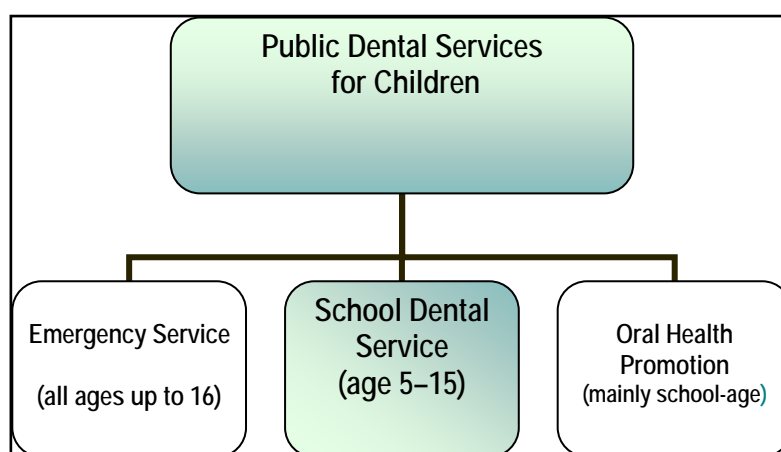 Public Dental Services
for Children
Emergency Service
(all ages up to 16)
School Dental
Service
(age 5–15)
Oral Health
Promotion
(mainly school-age)